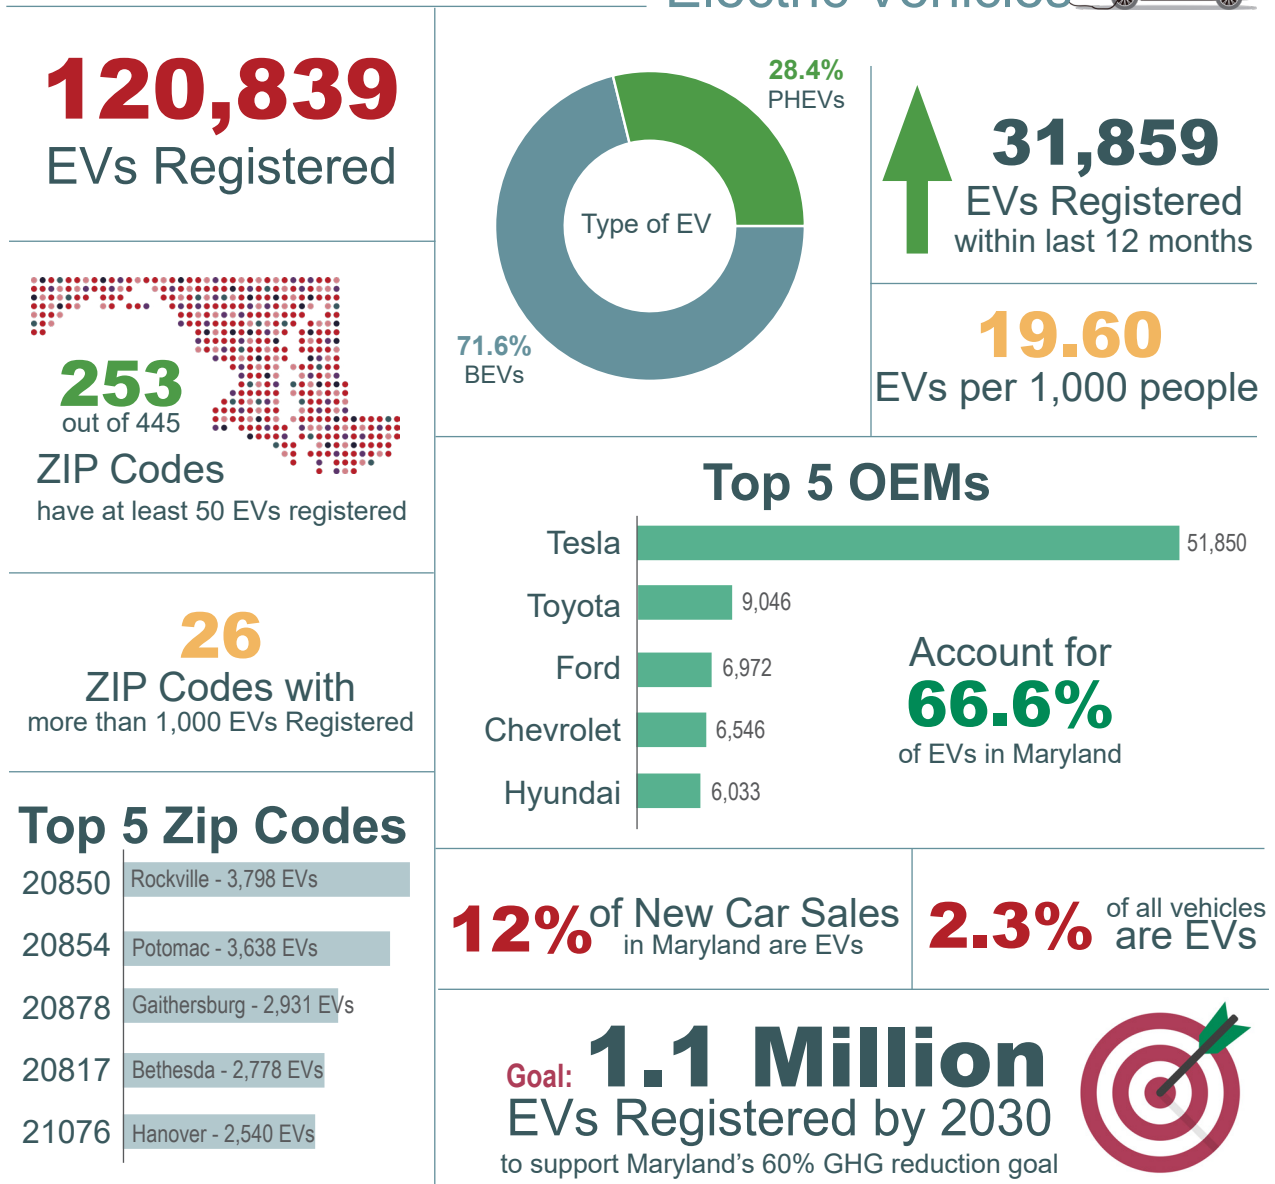 Electric Vehicles
120,839
EVs Registered
253
out of 445
ZIP Codes
have at least 50 EVs registered
26
ZIP Codes with
more than 1,000 EVs Registered
Top 5 Zip Codes
20850 Rockville - 3,798 EVs
20854 Potomac - 3,638 EVs
20878 Gaithersburg - 2,931 EVs
20817 Bethesda - 2,778 EVs
21076 Hanover - 2,540 EVs
28.4%
PHEVs
Type of EV
71.6%
BEVs
31,859
EVs Registered
within last 12 months
19.60
EVs per 1,000 people
Top 5 OEMs
Tesla 51,850
Toyota 9,046
Ford 6,972
Chevrolet 6,546
Hyundai 6,033
Account for
66.6%
of EVs in Maryland
12% of New Car Sales
in Maryland are EVs
2.3% of all vehicles
are EVs
Goal: 1.1 Million
EVs Registered by 2030
to support Maryland's 60% GHG reduction goal